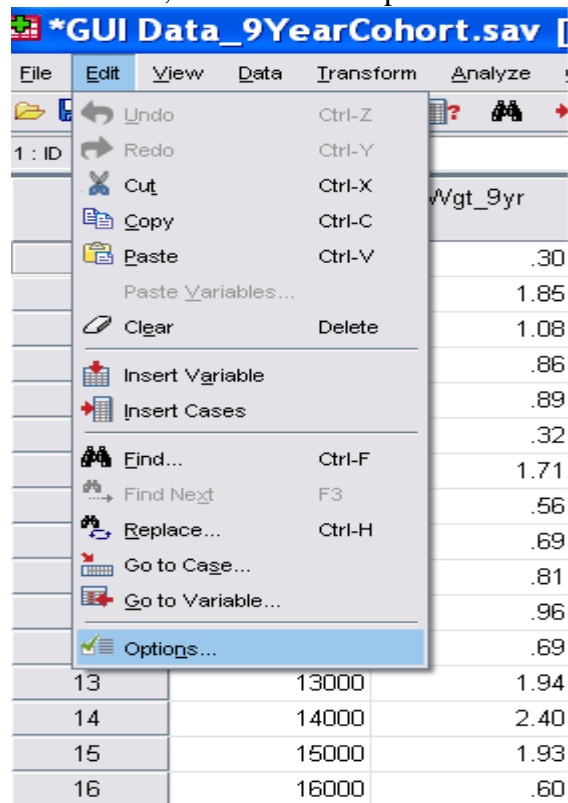 *GUI Data_9YearCohort.sav [
File Edit View Data Transform Analyze
1 : ID
Undo Ctrl-Z
Redo Ctrl-Y
Cut Ctrl-X
Wgt_9yr
Copy Ctrl-C
Paste Ctrl-V .30
Paste Variables... 1.85
Clear Delete 1.08
Insert Variable .86
Insert Cases .89
.32
Find... Ctrl-F 1.71
Find Next F3 .56
Replace... Ctrl-H .69
Go to Case... .81
Go to Variable... .96
Options... .69
13 13000 1.94
14 14000 2.40
15 15000 1.93
16 16000 .60